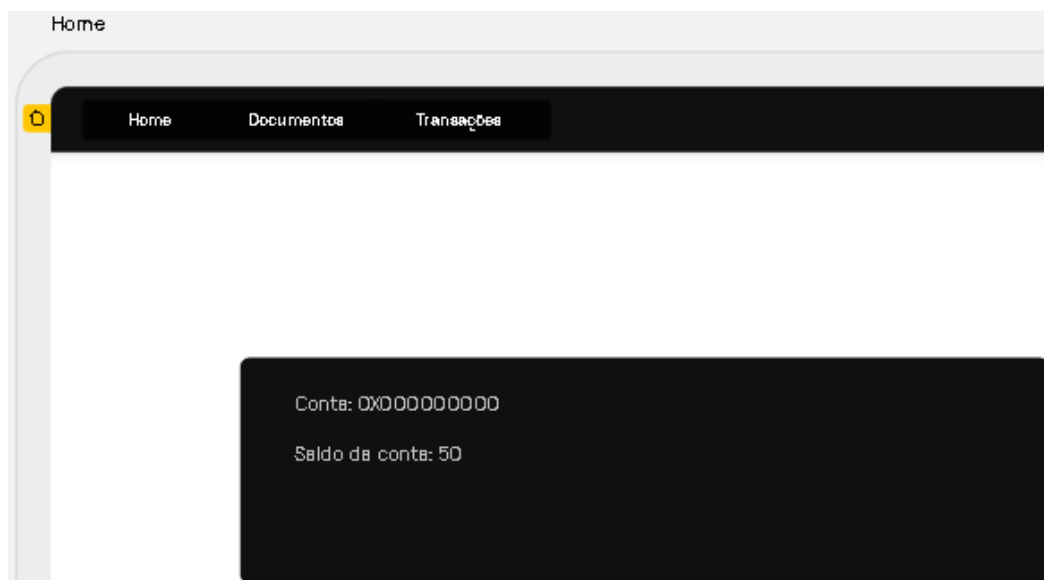 Home
Home Documentos Transações
Conta: 0X000000000
Saldo da conta: 50